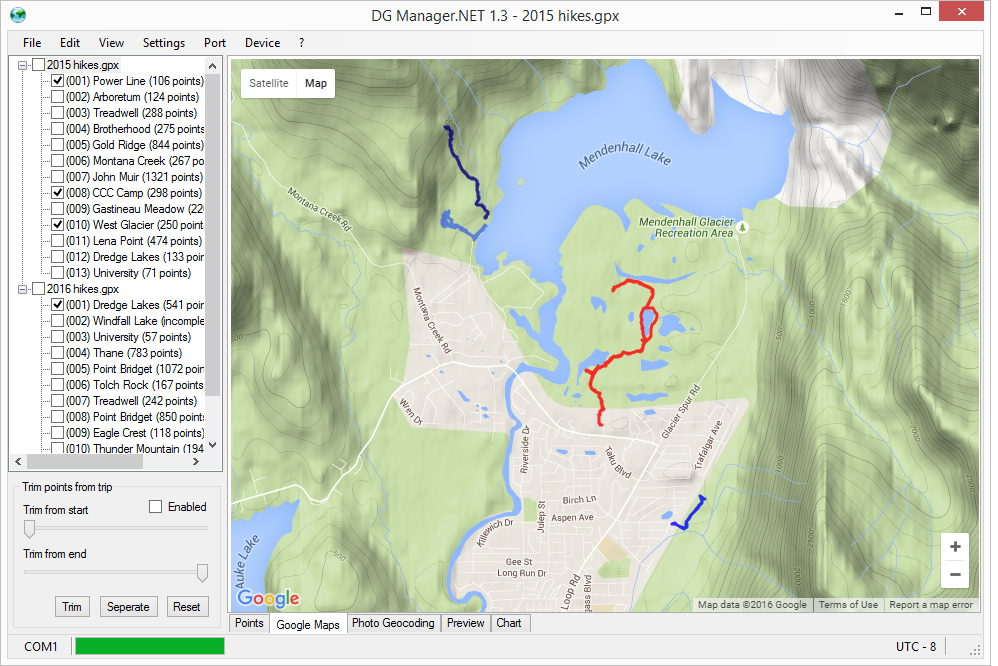 DG Manager.NET 1.3 - 2015 hikes.gpx
File Edit View Settings Port Device ?
2015 hikes.gpx
(001) Power Line (106 points)
(002) Arboretum (124 points)
(003) Treadwell (288 points)
(004) Brotherhood (275 points
(005) Gold Ridge (844 points)
(006) Montana Creek (267 po
(007) John Muir (1321 points)
(008) CCC Camp (298 points)
(009) Gastineau Meadow (22
(010) West Glacier (250 point
(011) Lena Point (474 points)
(012) Dredge Lakes (133 poin
(013) University (71 points)
2016 hikes.gpx
(001) Dredge Lakes (541 poin
(002) Windfall Lake (incomple
(003) University (57 points)
(004) Thane (783 points)
(005) Point Bridget (1072 poin
(006) Tolch Rock (167 points
(007) Treadwell (242 points)
(008) Point Bridget (850 points
(009) Eagle Crest (118 points)
(010) Thunder Mountain (194
Trim points from trip
Trim from start
Enabled
Trim from end
Trim Seperate Reset
Satellite Map
Mendenhall Lake
Mendenhall Glacier
Recreation Area
Montana Creek Rd
Montana Creek Rd
Wren Dr
Riverside Dr
Glacier Spur Rd
Trafalgar Ave
Taku Blvd
Birch Ln
Julep St
Aspen Ave
Killewich Dr
Gee St
Long Run Dr
Loop Rd
gass Blvd
Auke Lake
500
500
1000
1500
2000
Google
Map data ©2016 Google Terms of Use Report a map error
Points Google Maps Photo Geocoding Preview Chart
COM1
UTC - 8